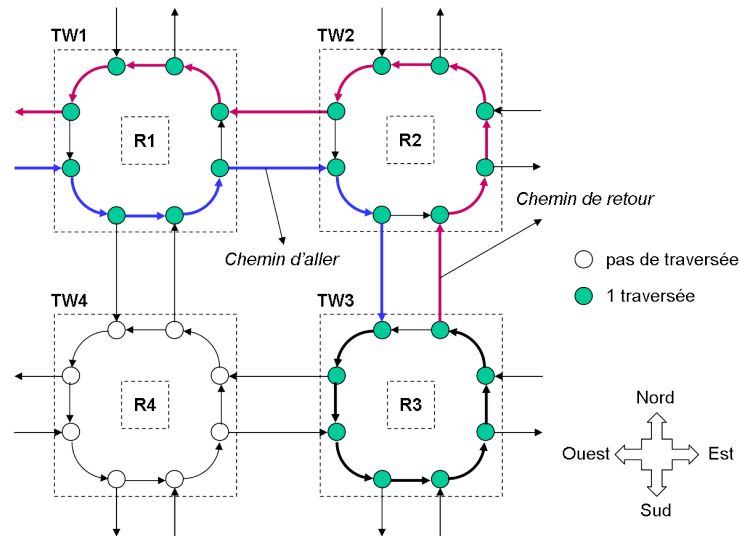 TW1
TW2
R1
R2
Chemin de retour
Chemin d'aller
pas de traversée
1 traversée
TW4
TW3
R4
R3
Nord
Ouest
Est
Sud